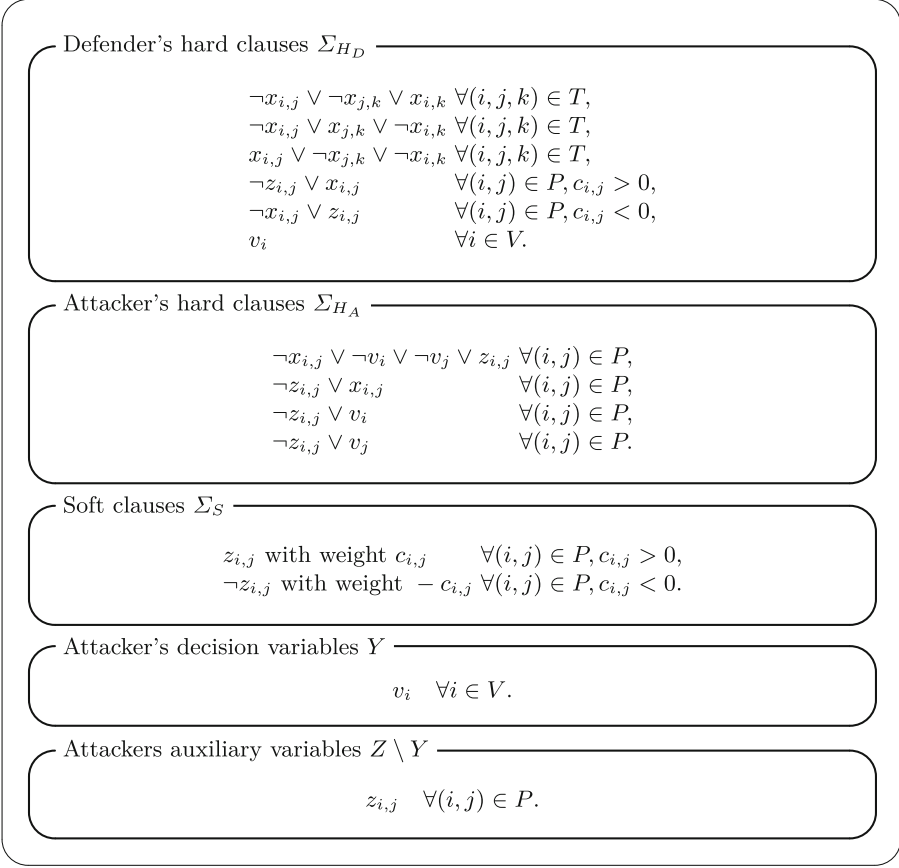 Defender's hard clauses Σ_{H_D}
¬x_{i,j} ∨ ¬x_{j,k} ∨ x_{i,k} ∀(i, j, k) ∈ T,
¬x_{i,j} ∨ x_{j,k} ∨ ¬x_{i,k} ∀(i, j, k) ∈ T,
x_{i,j} ∨ ¬x_{j,k} ∨ ¬x_{i,k} ∀(i, j, k) ∈ T,
¬z_{i,j} ∨ x_{i,j} ∀(i, j) ∈ P, c_{i,j} > 0,
¬x_{i,j} ∨ z_{i,j} ∀(i, j) ∈ P, c_{i,j} < 0,
v_i ∀i ∈ V.
Attacker's hard clauses Σ_{H_A}
¬x_{i,j} ∨ ¬v_i ∨ ¬v_j ∨ z_{i,j} ∀(i, j) ∈ P,
¬z_{i,j} ∨ x_{i,j} ∀(i, j) ∈ P,
¬z_{i,j} ∨ v_i ∀(i, j) ∈ P,
¬z_{i,j} ∨ v_j ∀(i, j) ∈ P.
Soft clauses Σ_S
z_{i,j} with weight c_{i,j} ∀(i, j) ∈ P, c_{i,j} > 0,
¬z_{i,j} with weight − c_{i,j} ∀(i, j) ∈ P, c_{i,j} < 0.
Attacker's decision variables Y
v_i ∀i ∈ V.
Attackers auxiliary variables Z \ Y
z_{i,j} ∀(i, j) ∈ P.